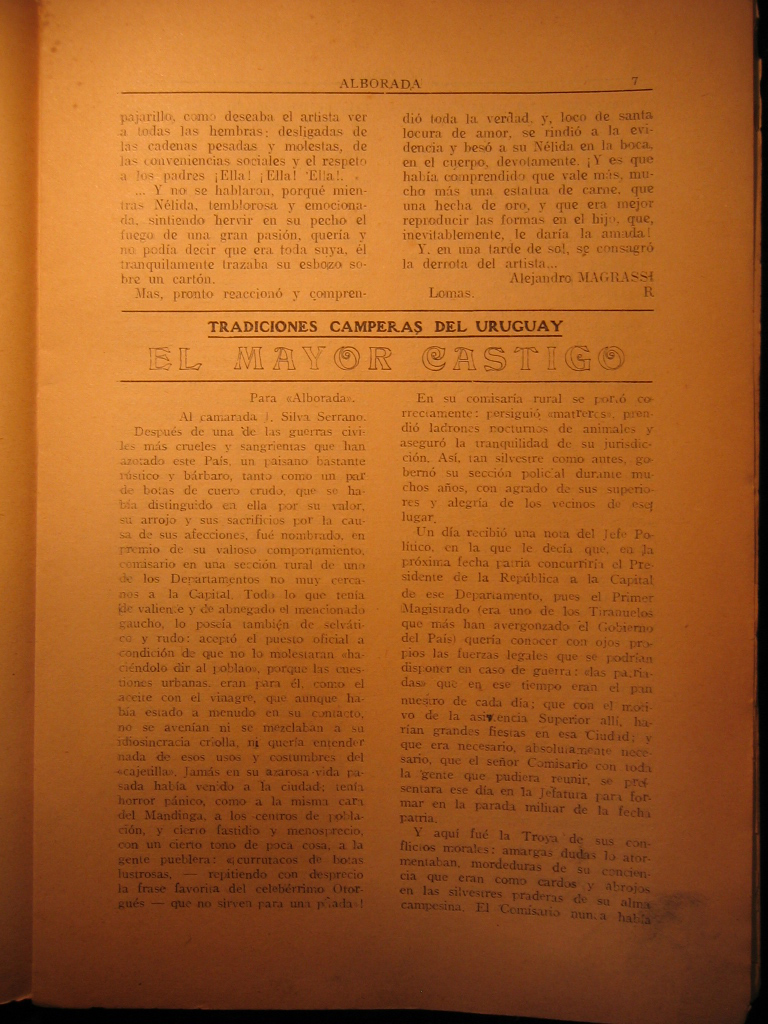 ALBORADA 7
pajarillo, como deseaba el artista ver
a todas las hembras: desligadas de
las cadenas pesadas y molestas, de
las conveniencias sociales y el respeto
a los padres ¡Ella! ¡Ella! ¡Ella!.
... Y no se hablaron, porqué mien-
tras Nélida, temblorosa y emociona-
da, sintiendo hervir en su pecho el
fuego de una gran pasión, quería y
no podía decir que era toda suya, él
tranquilamente trazaba su esbozo so-
bre un cartón.
Mas, pronto reaccionó y compren-
dió toda la verdad, y, loco de santa
locura de amor, se rindió a la evi-
dencia y besó a su Nélida en la boca,
en el cuerpo, devotamente. ¡Y es que
había comprendido que vale más, mu-
cho más una estatua de carne, que
una hecha de oro, y que era mejor
reproducir las formas en el hijo, que,
inevitablemente, le daría la amada!
Y, en una tarde de sol, se consagró
la derrota del artista...
Alejandro MAGRASSI
Lomas. R
TRADICIONES CAMPERAS DEL URUGUAY
EL MAYOR CASTIGO
Para «Alborada».
Al camarada J. Silva Serrano.
Después de una de las guerras civi-
les más crueles y sangrientas que han
azotado este País, un paisano bastante
rústico y bárbaro, tanto como un par
de botas de cuero crudo, que se ha-
bía distinguido en ella por su valor,
su arrojo y sus sacrificios por la cau-
sa de sus afecciones, fué nombrado, en
premio de su valioso comportamiento,
comisario en una sección rural de uno
de los Departamentos no muy cerca-
nos a la Capital. Todo lo que tenía
de valiente y de abnegado el mencionado
gaucho, lo poseía también de selváti-
co y rudo: aceptó el puesto oficial a
condición de que no lo molestaran «ha-
ciéndolo dir al poblao», porque las cues-
tiones urbanas, eran para él, como el
aceite con el vinagre, que aunque ha-
bía estado a menudo en su contacto,
no se avenían ni se mezclaban a su
idiosincracia criolla, ni quería entender
nada de esos usos y costumbres del
«cajetilla». Jamás en su azarosa vida pa-
sada había venido a la ciudad; tenía
horror pánico, como a la misma cara
del Mandinga, a los centros de pobla-
ción, y cierto fastidio y menosprecio,
con un cierto tono de poca cosa, a la
gente pueblera: «¡currutacos de botas
lustrosas, — repitiendo con desprecio
la frase favorita del celebérrimo Otor-
gués — que no sirven para una p'ñada!
En su comisaría rural se portó co-
rrectamente: persiguió «matreros», pren-
dió ladrones nocturnos de animales y
aseguró la tranquilidad de su jurisdic-
ción. Así, tan silvestre como antes, go-
bernó su sección policial durante mu-
chos años, con agrado de sus superio-
res y alegría de los vecinos de ese
lugar.
Un día recibió una nota del Jefe Po-
lítico, en la que le decía que, en la
próxima fecha patria concurriría el Pre-
sidente de la República a la Capital
de ese Departamento, pues el Primer
Magistrado (era uno de los Tiranuelos
que más han avergonzado el Gobierno
del País) quería conocer con ojos pro-
pios las fuerzas legales que se podrían
disponer en caso de guerra: «las patria-
das» que en ese tiempo eran el pan
nuestro de cada día; que con el moti-
vo de la asistencia Superior allí, ha-
rían grandes fiestas en esa Ciudad; y
que era necesario, absolutamente nece-
sario, que el señor Comisario con toda
la gente que pudiera reunir, se pre-
sentara ese día en la Jefatura para for-
mar en la parada militar de la fecha
patria.
Y aquí fué la Troya de sus con-
flictos morales: amargas dudas lo ator-
mentaban, mordeduras de su concien-
cia que eran como cardos y abrojos
en las silvestres praderas de su alma
campesina. El Comisario nunca había